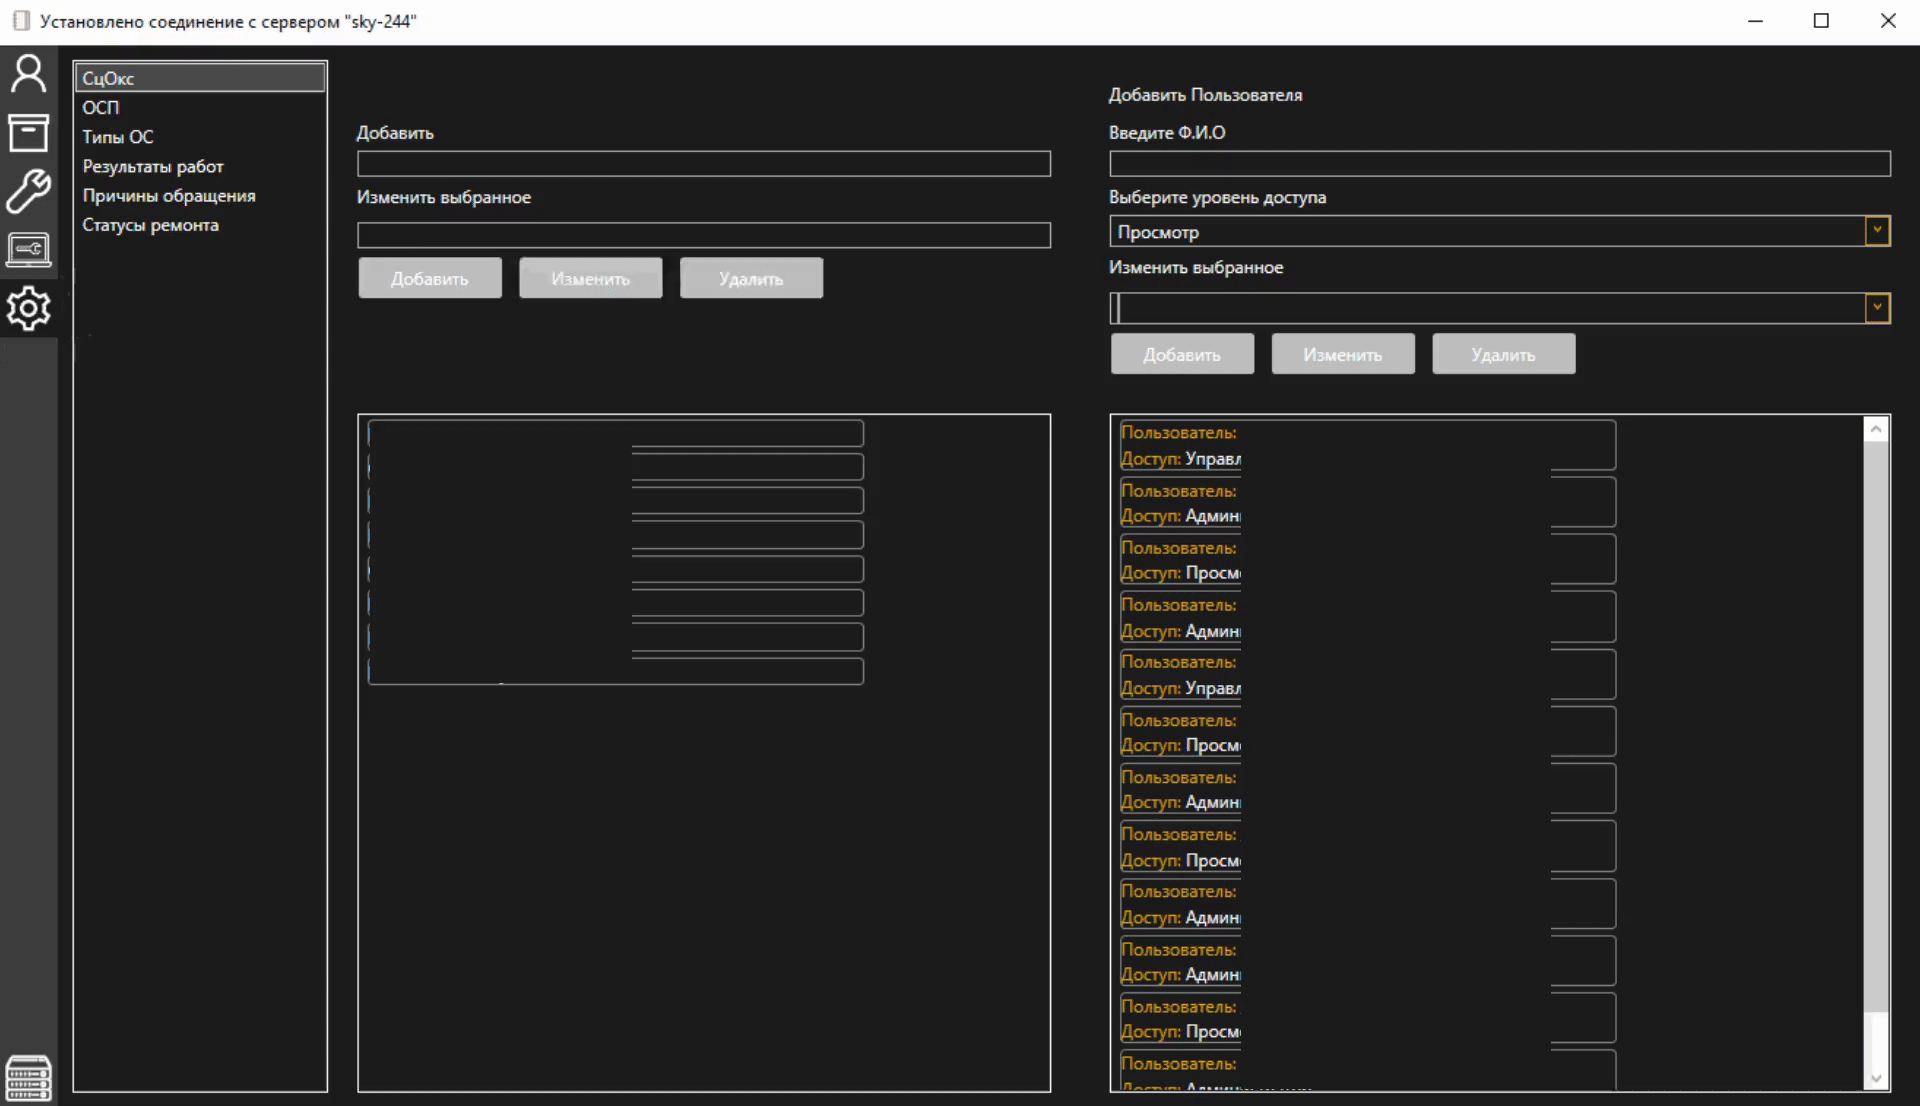 Установлено соединение с сервером "sky-244"
СцОкс
ОСП
Типы ОС
Результаты работ
Причины обращения
Статусы ремонта
Добавить
Изменить выбранное
Добавить Изменить Удалить
Добавить Пользователя
Введите Ф.И.О
Выберите уровень доступа
Просмотр
Изменить выбранное
Добавить Изменить Удалить
Пользователь:
Доступ: Управл
Пользователь:
Доступ: Админ
Пользователь:
Доступ: Просм
Пользователь:
Доступ: Админ
Пользователь:
Доступ: Управл
Пользователь:
Доступ: Просм
Пользователь:
Доступ: Админ
Пользователь:
Доступ: Просм
Пользователь:
Доступ: Админ
Пользователь:
Доступ: Админ
Пользователь:
Доступ: Просм
Пользователь:
Доступ: